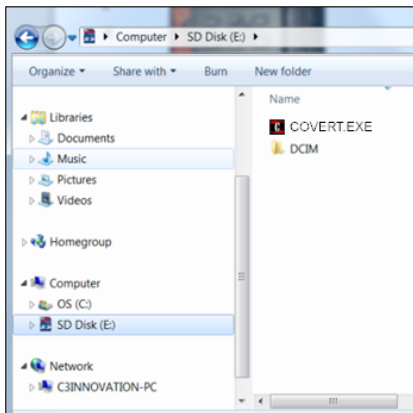 Computer ▸ SD Disk (E:) ▸
Organize Share with Burn New folder
Name
COVERT.EXE
DCIM
Libraries
Documents
Music
Pictures
Videos
Homegroup
Computer
OS (C:)
SD Disk (E:)
Network
C3INNOVATION-PC